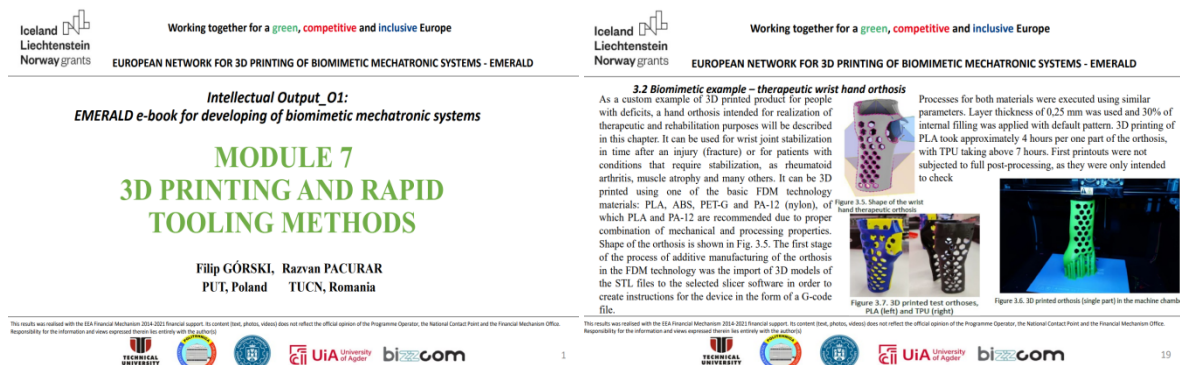 Iceland
Liechtenstein
Norway grants
Working together for a green, competitive and inclusive Europe
EUROPEAN NETWORK FOR 3D PRINTING OF BIOMIMETIC MECHATRONIC SYSTEMS - EMERALD
Intellectual Output_O1:
EMERALD e-book for developing of biomimetic mechatronic systems
MODULE 7
3D PRINTING AND RAPID
TOOLING METHODS
Filip GÓRSKI, Razvan PACURAR
PUT, Poland TUCN, Romania
This results was realised with the EEA Financial Mechanism 2014-2021 financial support. Its content (text, photos, videos) does not reflect the official opinion of the Programme Operator, the National Contact Point and the Financial Mechanism Office.
Responsibility for the information and views expressed therein lies entirely with the author(s)
TECHNICAL
UNIVERSITY
POLITEHNICA
UiA University
of Agder
bizzcom
1
Iceland
Liechtenstein
Norway grants
Working together for a green, competitive and inclusive Europe
EUROPEAN NETWORK FOR 3D PRINTING OF BIOMIMETIC MECHATRONIC SYSTEMS - EMERALD
3.2 Biomimetic example – therapeutic wrist hand orthosis
As a custom example of 3D printed product for people
with deficits, a hand orthosis intended for realization of
therapeutic and rehabilitation purposes will be described
in this chapter. It can be used for wrist joint stabilization
in time after an injury (fracture) or for patients with
conditions that require stabilization, as rheumatoid
arthritis, muscle atrophy and many others. It can be 3D
printed using one of the basic FDM technology
materials: PLA, ABS, PET-G and PA-12 (nylon), of
which PLA and PA-12 are recommended due to proper
combination of mechanical and processing properties.
Shape of the orthosis is shown in Fig. 3.5. The first stage
of the process of additive manufacturing of the orthosis
in the FDM technology was the import of 3D models of
the STL files to the selected slicer software in order to
create instructions for the device in the form of a G-code
file.
Figure 3.5. Shape of the wrist
hand therapeutic orthosis
Figure 3.7. 3D printed test orthoses,
PLA (left) and TPU (right)
Processes for both materials were executed using similar
parameters. Layer thickness of 0,25 mm was used and 30% of
internal filling was applied with default pattern. 3D printing of
PLA took approximately 4 hours per one part of the orthosis,
with TPU taking above 7 hours. First printouts were not
subjected to full post-processing, as they were only intended
to check
Figure 3.6. 3D printed orthosis (single part) in the machine chamb
This results was realised with the EEA Financial Mechanism 2014-2021 financial support. Its content (text, photos, videos) does not reflect the official opinion of the Programme Operator, the National Contact Point and the Financial Mechanism Office.
Responsibility for the information and views expressed therein lies entirely with the author(s)
TECHNICAL
UNIVERSITY
POLITEHNICA
UiA University
of Agder
bizzcom
19